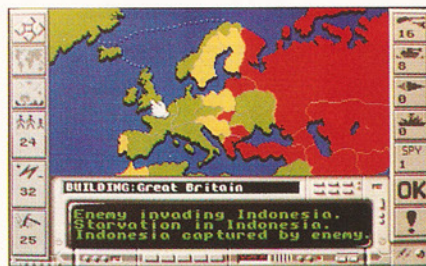 16
8
0
0
SPY
1
OK
!
24
32
25
BUILDING:Great Britain
Enemy invading Indonesia.
Starvation in Indonesia.
Indonesia captured by enemy.